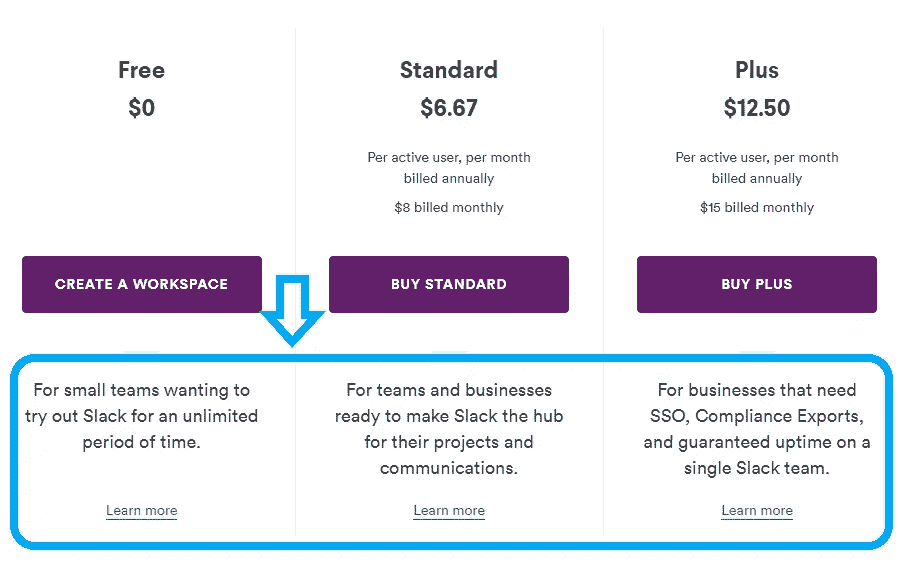 Free
$0
CREATE A WORKSPACE
For small teams wanting to
try out Slack for an unlimited
period of time.
Learn more
Standard
$6.67
Per active user, per month
billed annually
$8 billed monthly
BUY STANDARD
For teams and businesses
ready to make Slack the hub
for their projects and
communications.
Learn more
Plus
$12.50
Per active user, per month
billed annually
$15 billed monthly
BUY PLUS
For businesses that need
SSO, Compliance Exports,
and guaranteed uptime on a
single Slack team.
Learn more